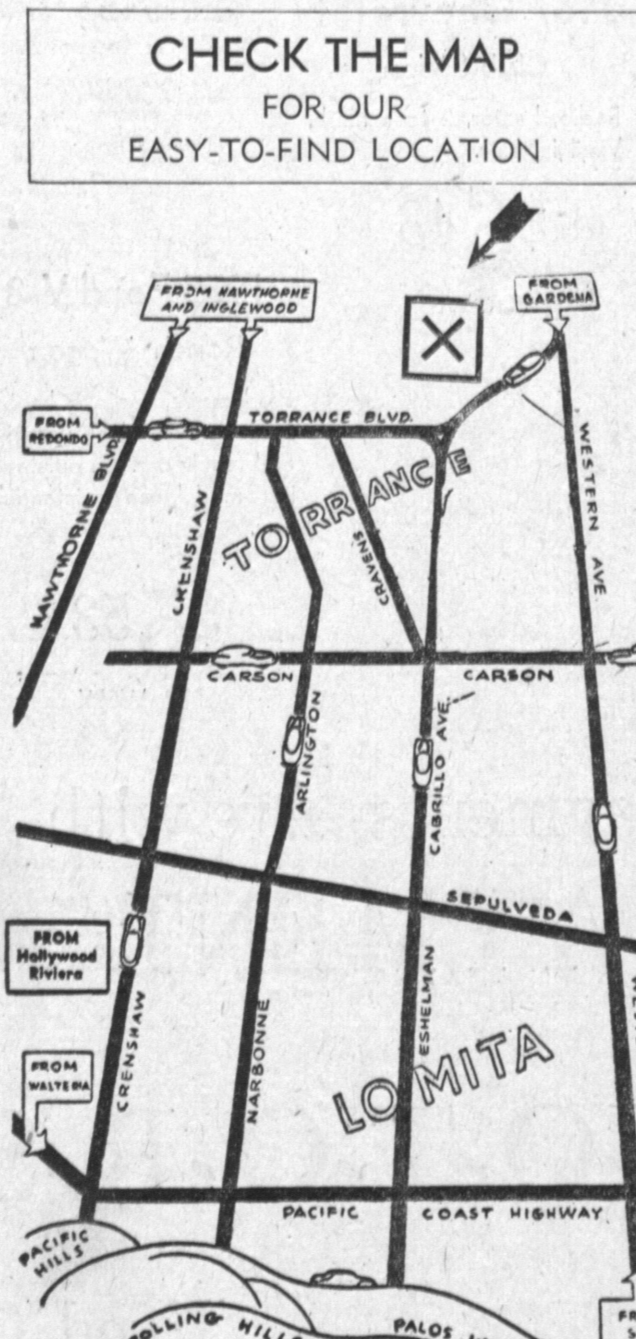 CHECK THE MAP
FOR OUR
EASY-TO-FIND LOCATION
FROM HAWTHORNE
AND INGLEWOOD
FROM
GARDENA
FROM
REDONDO
TORRANCE BLVD.
HAWTHORNE BLVD.
CRENSHAW
TORRANCE
CRAVENS
WESTERN AVE.
CARSON
CARSON
ARLINGTON
CABRILLO AVE.
SEPULVEDA
FROM
Hollywood
Riviera
CRENSHAW
NARBONNE
ESHELMAN
LOMITA
FROM
WALTERIA
PACIFIC COAST HIGHWAY
PACIFIC
HILLS
ROLLING HILLS
PALOS